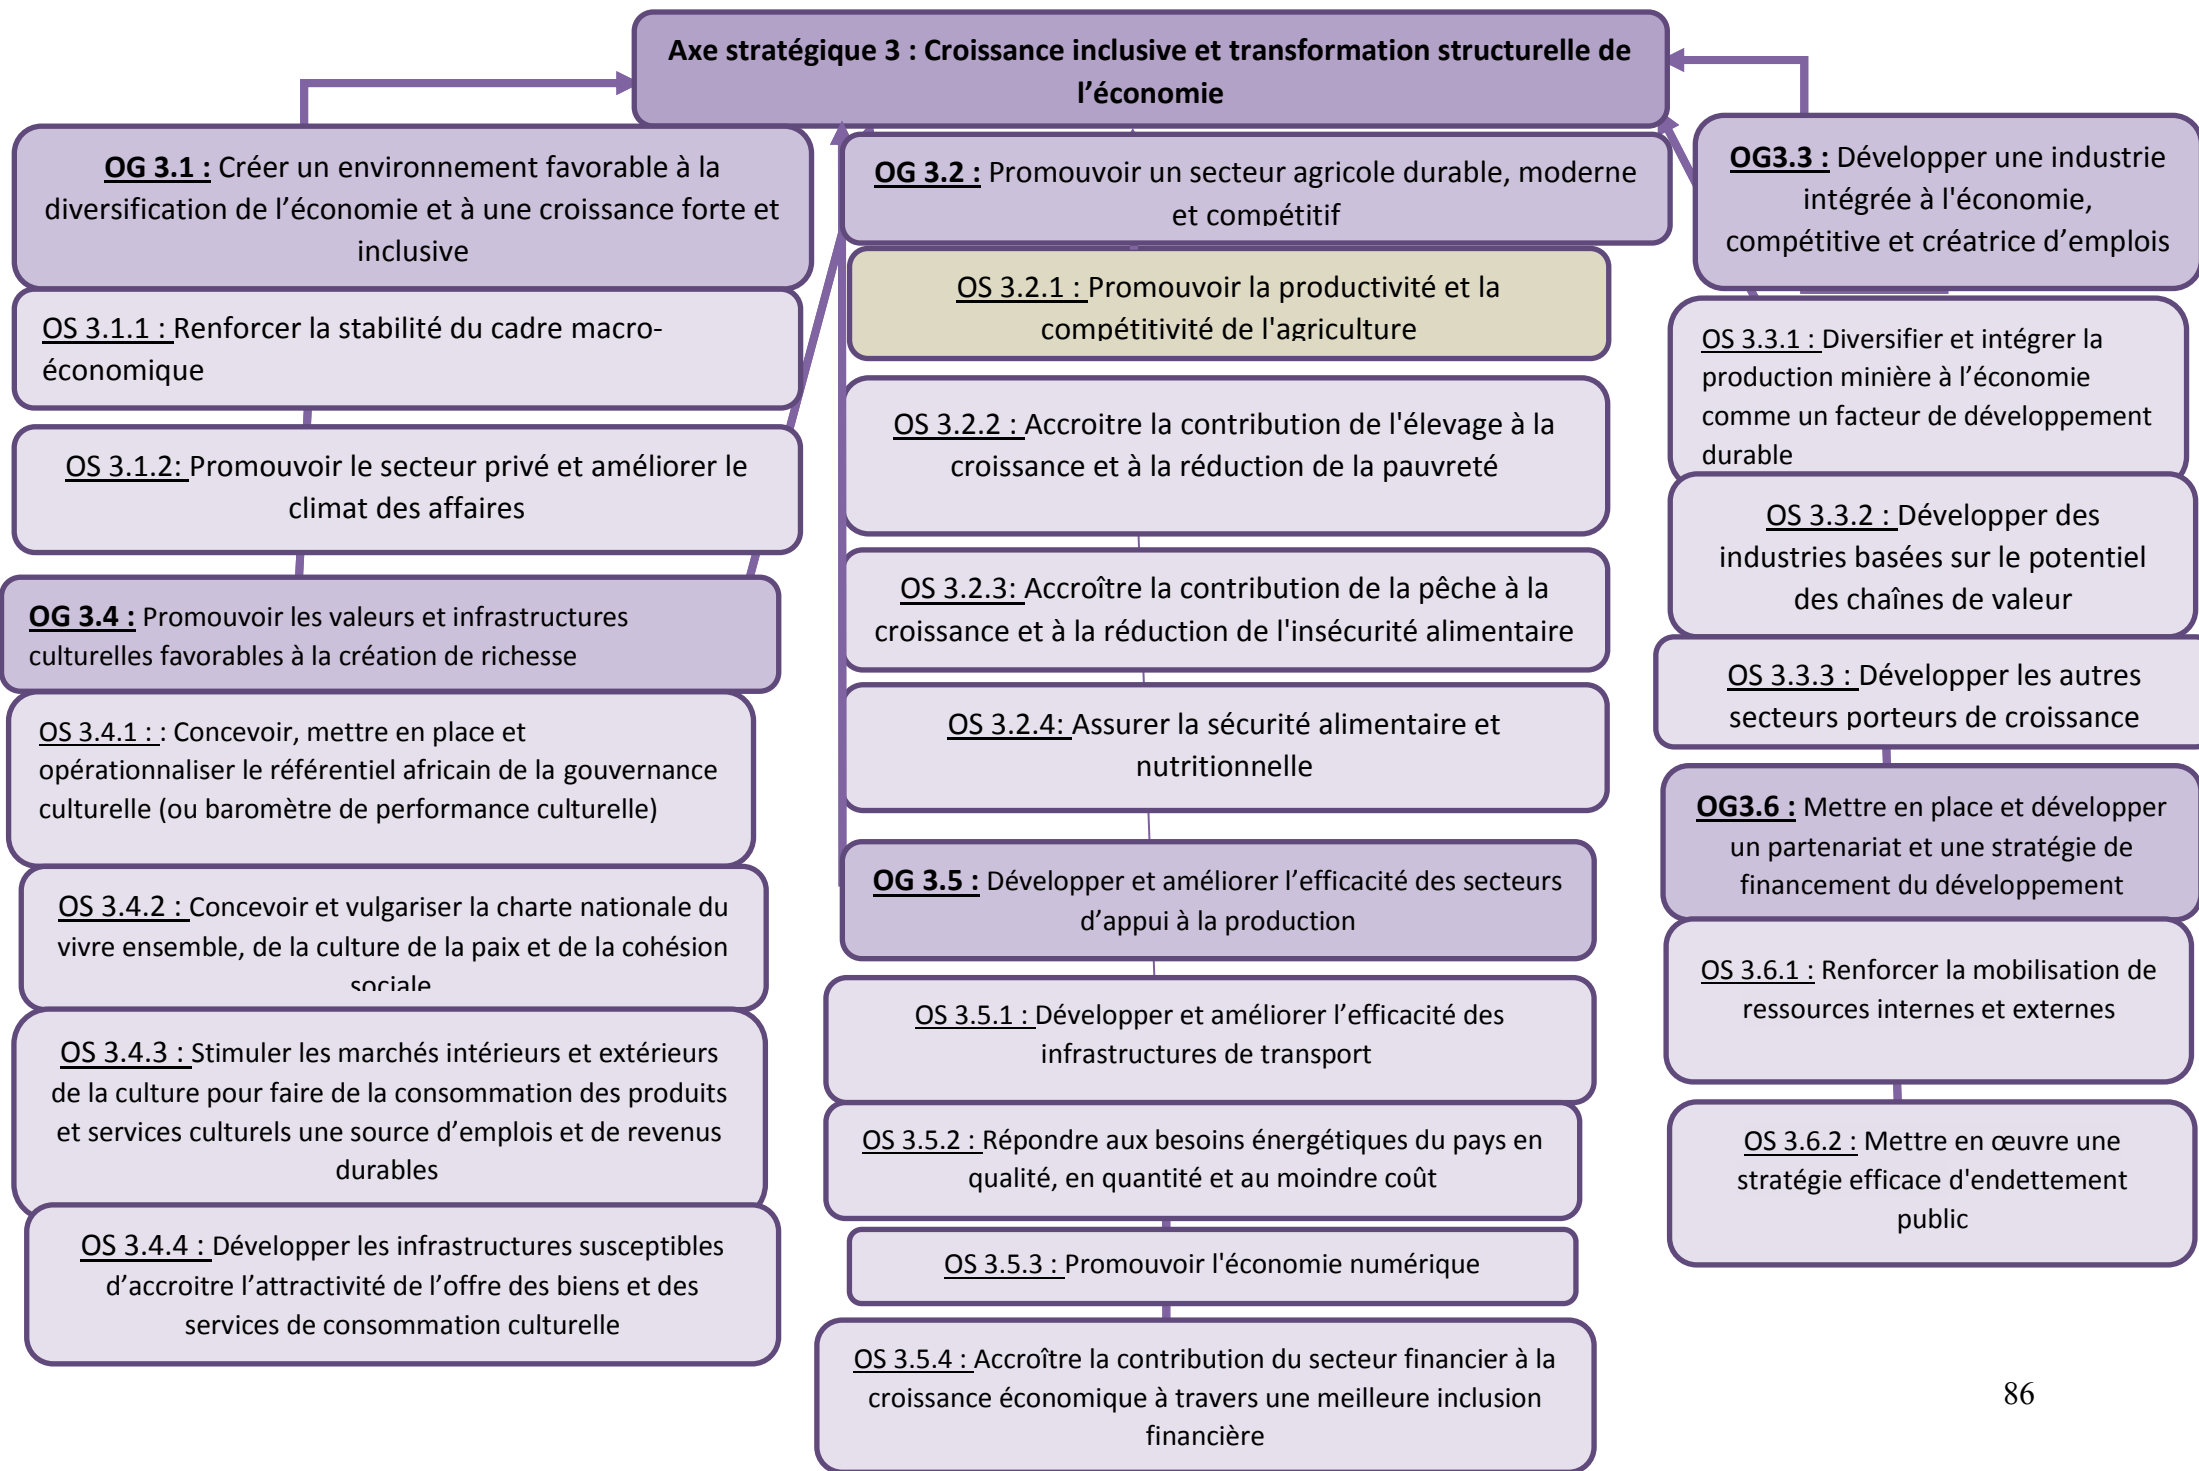 Axe stratégique 3 : Croissance inclusive et transformation structurelle de
l’économie
OG 3.1 : Créer un environnement favorable à la
diversification de l’économie et à une croissance forte et
inclusive
OS 3.1.1 : Renforcer la stabilité du cadre macro-
économique
OS 3.1.2: Promouvoir le secteur privé et améliorer le
climat des affaires
OG 3.4 : Promouvoir les valeurs et infrastructures
culturelles favorables à la création de richesse
OS 3.4.1 : : Concevoir, mettre en place et
opérationnaliser le référentiel africain de la gouvernance
culturelle (ou baromètre de performance culturelle)
OS 3.4.2 : Concevoir et vulgariser la charte nationale du
vivre ensemble, de la culture de la paix et de la cohésion
sociale
OS 3.4.3 : Stimuler les marchés intérieurs et extérieurs
de la culture pour faire de la consommation des produits
et services culturels une source d’emplois et de revenus
durables
OS 3.4.4 : Développer les infrastructures susceptibles
d’accroitre l’attractivité de l’offre des biens et des
services de consommation culturelle
OG 3.2 : Promouvoir un secteur agricole durable, moderne
et compétitif
OS 3.2.1 : Promouvoir la productivité et la
compétitivité de l'agriculture
OS 3.2.2 : Accroitre la contribution de l'élevage à la
croissance et à la réduction de la pauvreté
OS 3.2.3: Accroître la contribution de la pêche à la
croissance et à la réduction de l'insécurité alimentaire
OS 3.2.4: Assurer la sécurité alimentaire et
nutritionnelle
OG 3.5 : Développer et améliorer l’efficacité des secteurs
d’appui à la production
OS 3.5.1 : Développer et améliorer l’efficacité des
infrastructures de transport
OS 3.5.2 : Répondre aux besoins énergétiques du pays en
qualité, en quantité et au moindre coût
OS 3.5.3 : Promouvoir l'économie numérique
OS 3.5.4 : Accroître la contribution du secteur financier à la
croissance économique à travers une meilleure inclusion
financière
OG3.3 : Développer une industrie
intégrée à l'économie,
compétitive et créatrice d’emplois
OS 3.3.1 : Diversifier et intégrer la
production minière à l’économie
comme un facteur de développement
durable
OS 3.3.2 : Développer des
industries basées sur le potentiel
des chaînes de valeur
OS 3.3.3 : Développer les autres
secteurs porteurs de croissance
OG3.6 : Mettre en place et développer
un partenariat et une stratégie de
financement du développement
OS 3.6.1 : Renforcer la mobilisation de
ressources internes et externes
OS 3.6.2 : Mettre en œuvre une
stratégie efficace d'endettement
public
86